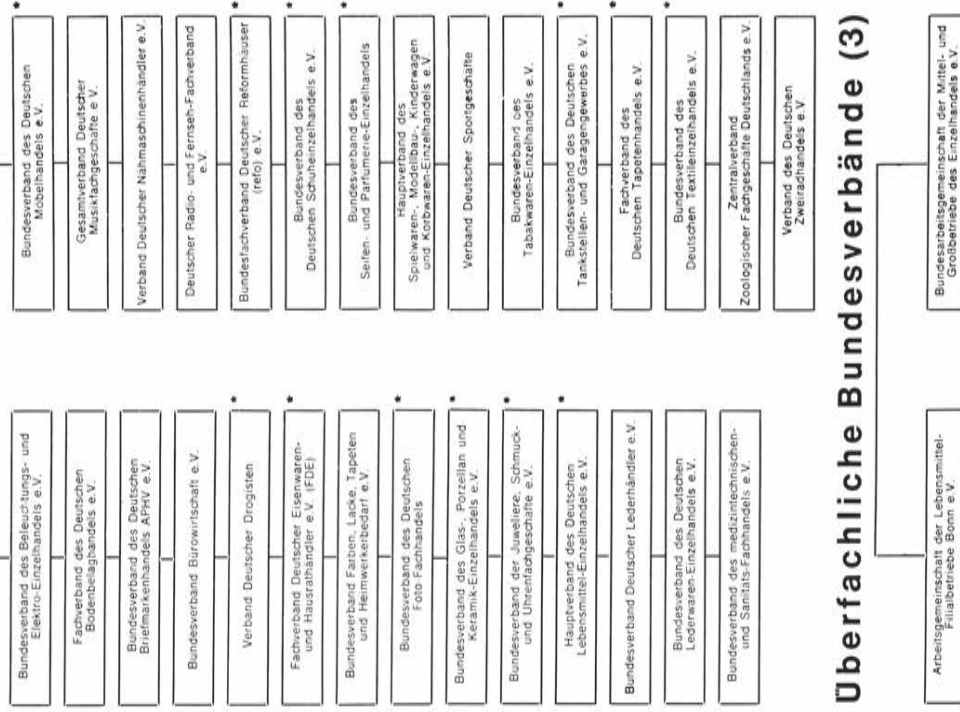 Bundesverband des Beleuchtungs- und
Elektro-Einzelhandels e.V.
Fachverband des Deutschen
Bodenbelaghandels e.V.
Bundesverband des Deutschen
Briefmarkenhandels APHV e.V.
Bundesverband Bürowirtschaft e.V.
Verband Deutscher Drogisten
*
Fachverband Deutscher Eisenwaren-
und Hausrathändler e.V. (FDE)
*
Bundesverband Farben, Lacke, Tapeten
und Heimwerkerbedarf e.V.
Bundesverband des Deutschen
Foto Fachhandels
*
Bundesverband des Glas-, Porzellan und
Keramik-Einzelhandels e.V.
*
Bundesverband der Juweliere, Schmuck-
und Uhrenfachgeschäfte e.V.
*
Hauptverband des Deutschen
Lebensmittel-Einzelhandels e.V.
*
Bundesverband Deutscher Lederhändler e.V.
Bundesverband des Deutschen
Lederwaren-Einzelhandels e.V.
Bundesverband des medizintechnischen-
und Sanitäts-Fachhandels e.V.
Bundesverband des Deutschen
Möbelhandels e.V.
*
Gesamtverband Deutscher
Musikfachgeschäfte e.V.
Verband Deutscher Nähmaschinenhändler e.V.
Deutscher Radio- und Fernseh-Fachverband
e.V.
Bundesfachverband Deutscher Reformhäuser
(refo) e.V.
*
Bundesverband des
Deutschen Schuheinzelhandels e.V.
*
Bundesverband des
Seifen- und Parfümerie-Einzelhandels
*
Hauptverband des
Spielwaren-, Modellbau-, Kinderwagen
und Korbwaren-Einzelhandels e.V.
Verband Deutscher Sportgeschäfte
Bundesverband des
Tabakwaren-Einzelhandels e.V.
Bundesverband des Deutschen
Tankstellen- und Garagengewerbes e.V.
*
Fachverband des
Deutschen Tapetenhandels e.V.
*
Bundesverband des
Deutschen Textileinzelhandels e.V.
*
Zentralverband
Zoologischer Fachgeschäfte Deutschlands e.V.
Verband des Deutschen
Zweiradhandels e.V.
Überfachliche Bundesverbände (3)
Arbeitsgemeinschaft der Lebensmittel-
Filialbetriebe Bonn e.V.
Bundesarbeitsgemeinschaft der Mittel- und
Großbetriebe des Einzelhandels e.V.